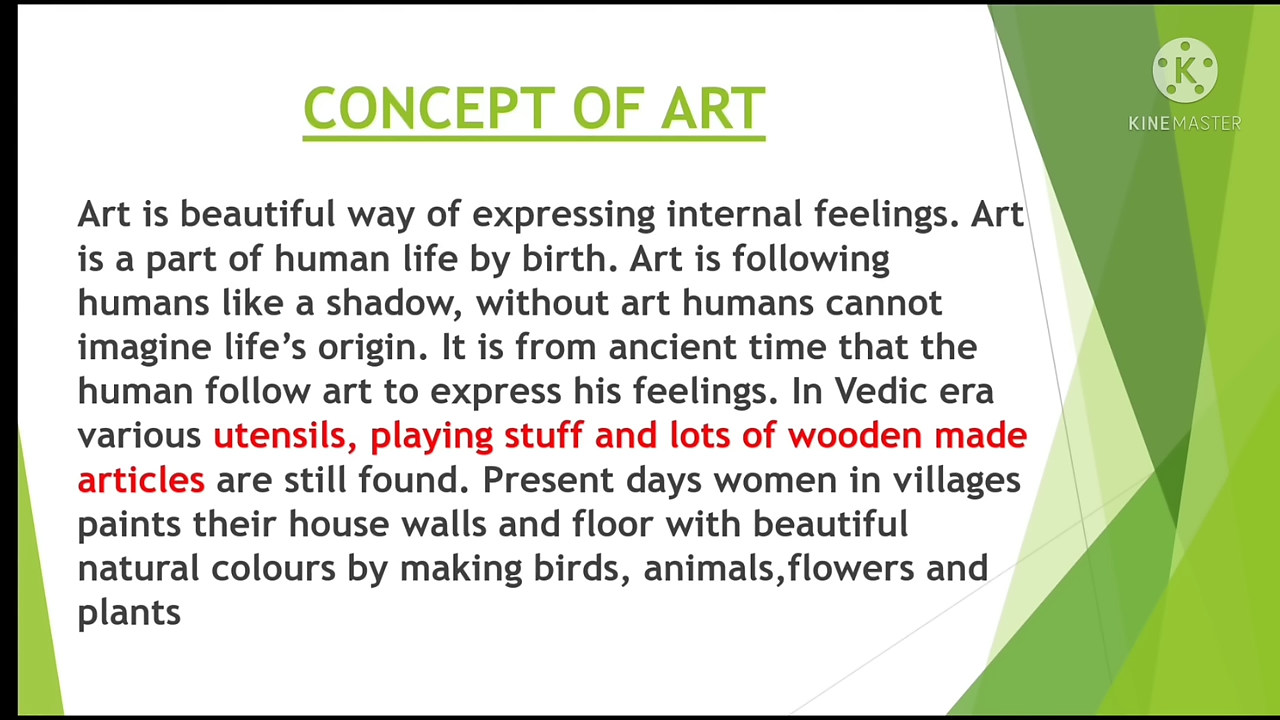 CONCEPT OF ART
K
KINEMASTER
Art is beautiful way of expressing internal feelings. Art
is a part of human life by birth. Art is following
humans like a shadow, without art humans cannot
imagine life’s origin. It is from ancient time that the
human follow art to express his feelings. In Vedic era
various utensils, playing stuff and lots of wooden made
articles are still found. Present days women in villages
paints their house walls and floor with beautiful
natural colours by making birds, animals,flowers and
plants